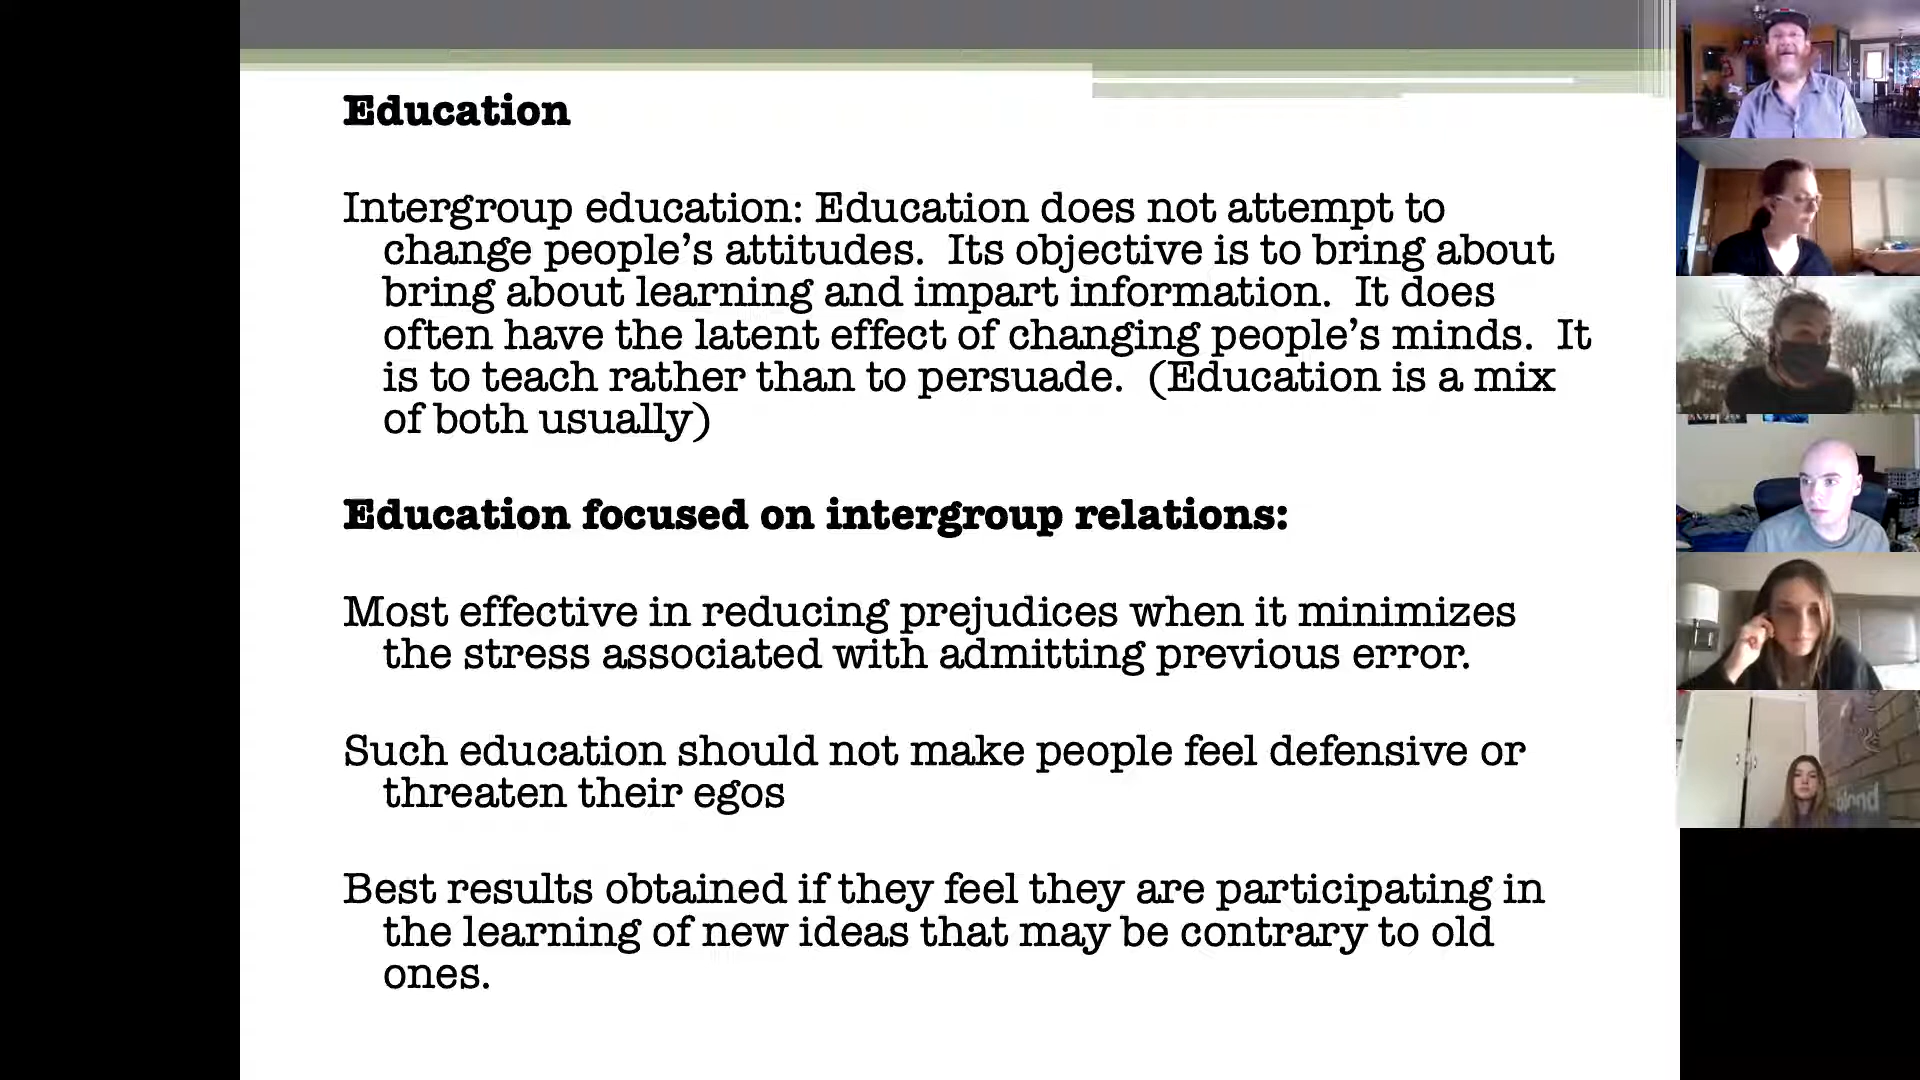 Education
Intergroup education: Education does not attempt to
change people's attitudes.  Its objective is to bring about
bring about learning and impart information.  It does
often have the latent effect of changing people's minds.  It
is to teach rather than to persuade.  (Education is a mix
of both usually)
Education focused on intergroup relations:
Most effective in reducing prejudices when it minimizes
the stress associated with admitting previous error.
Such education should not make people feel defensive or
threaten their egos
Best results obtained if they feel they are participating in
the learning of new ideas that may be contrary to old
ones.